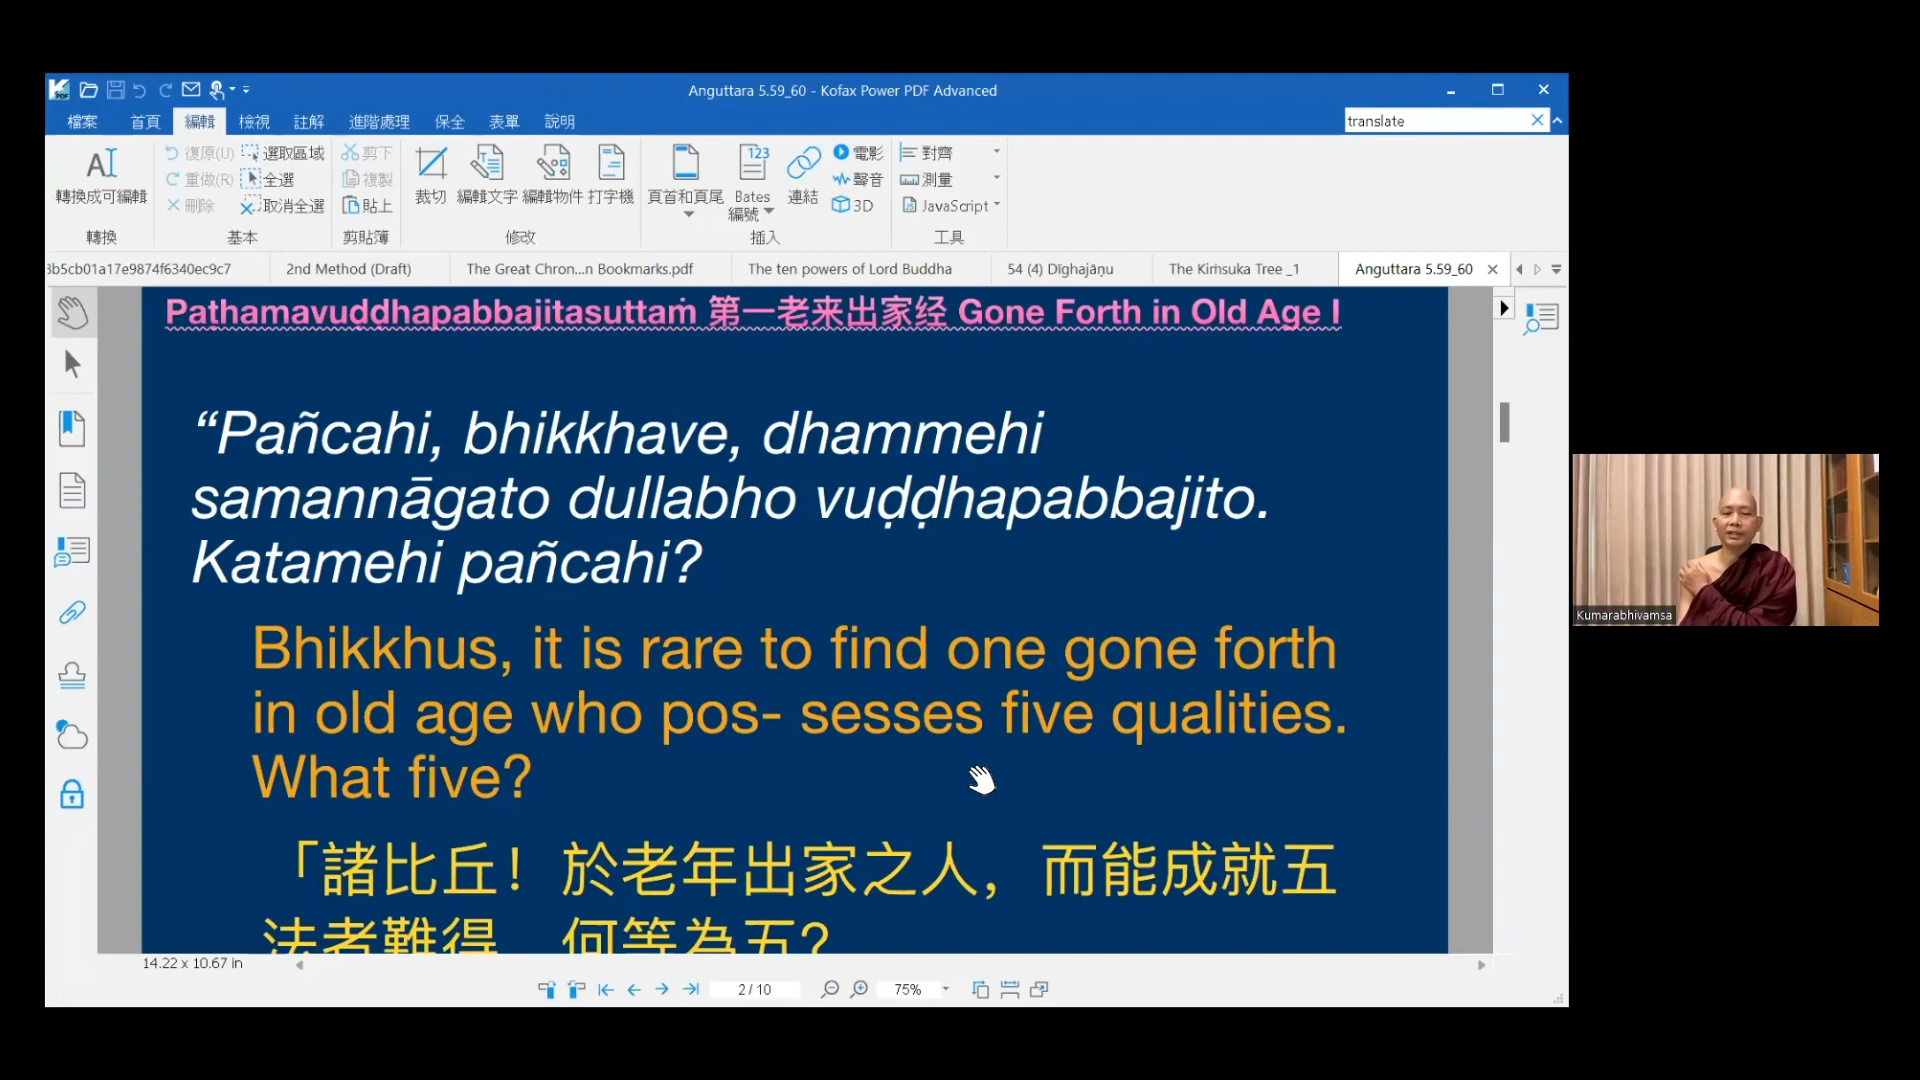 Anguttara 5.59_60 - Kofax Power PDF Advanced
檔案 首頁 編輯 檢視 註解 進階處理 保全 表單 說明 translate
轉換成可編輯
轉換
復原(U) 選取區域
重做(R) 全選
刪除 取消全選
基本
剪下
複製
貼上
剪貼簿
裁切 編輯文字 編輯物件 打字機
修改
頁首和頁尾 Bates 編號 連結
123
電影
聲音
3D
插入
對齊
測量
JavaScript
工具
3b5cb01a17e9874f6340ec9c7 2nd Method (Draft) The Great Chron...n Bookmarks.pdf The ten powers of Lord Buddha 54 (4) Dīghajāṇu The Kiṁsuka Tree _1 Anguttara 5.59_60
Paṭhamavuḍḍhapabbajitasuttaṁ 第一老来出家经 Gone Forth in Old Age I
“Pañcahi, bhikkhave, dhammehi
samannāgato dullabho vuḍḍhapabbajito.
Katamehi pañcahi?
Bhikkhus, it is rare to find one gone forth
in old age who pos- sesses five qualities.
What five?
「諸比丘！於老年出家之人，而能成就五
法者難得，何等為五?
14.22 x 10.67 in
2 / 10
75%
Kumarabhivamsa